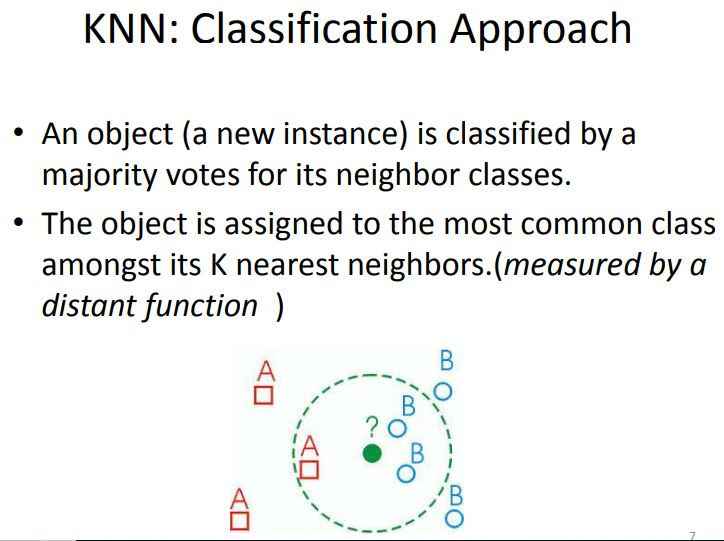 KNN: Classification Approach
• An object (a new instance) is classified by a
majority votes for its neighbor classes.
• The object is assigned to the most common class
amongst its K nearest neighbors.(measured by a
distant function )
A
B
B
?
A
B
A
B
7